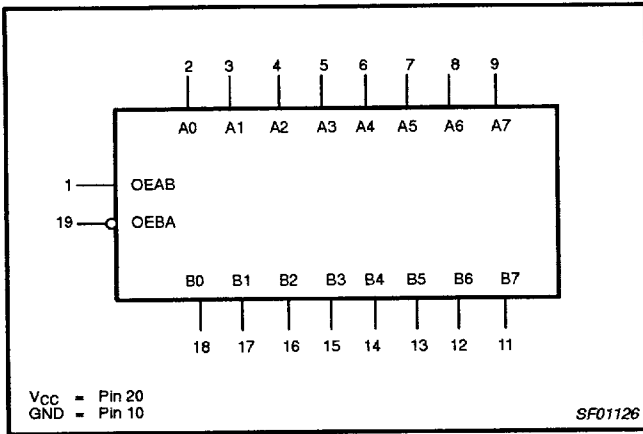 2 3 4 5 6 7 8 9
A0 A1 A2 A3 A4 A5 A6 A7
1 OEAB
19 OEBA
B0 B1 B2 B3 B4 B5 B6 B7
18 17 16 15 14 13 12 11
VCC = Pin 20
GND = Pin 10
SF01126